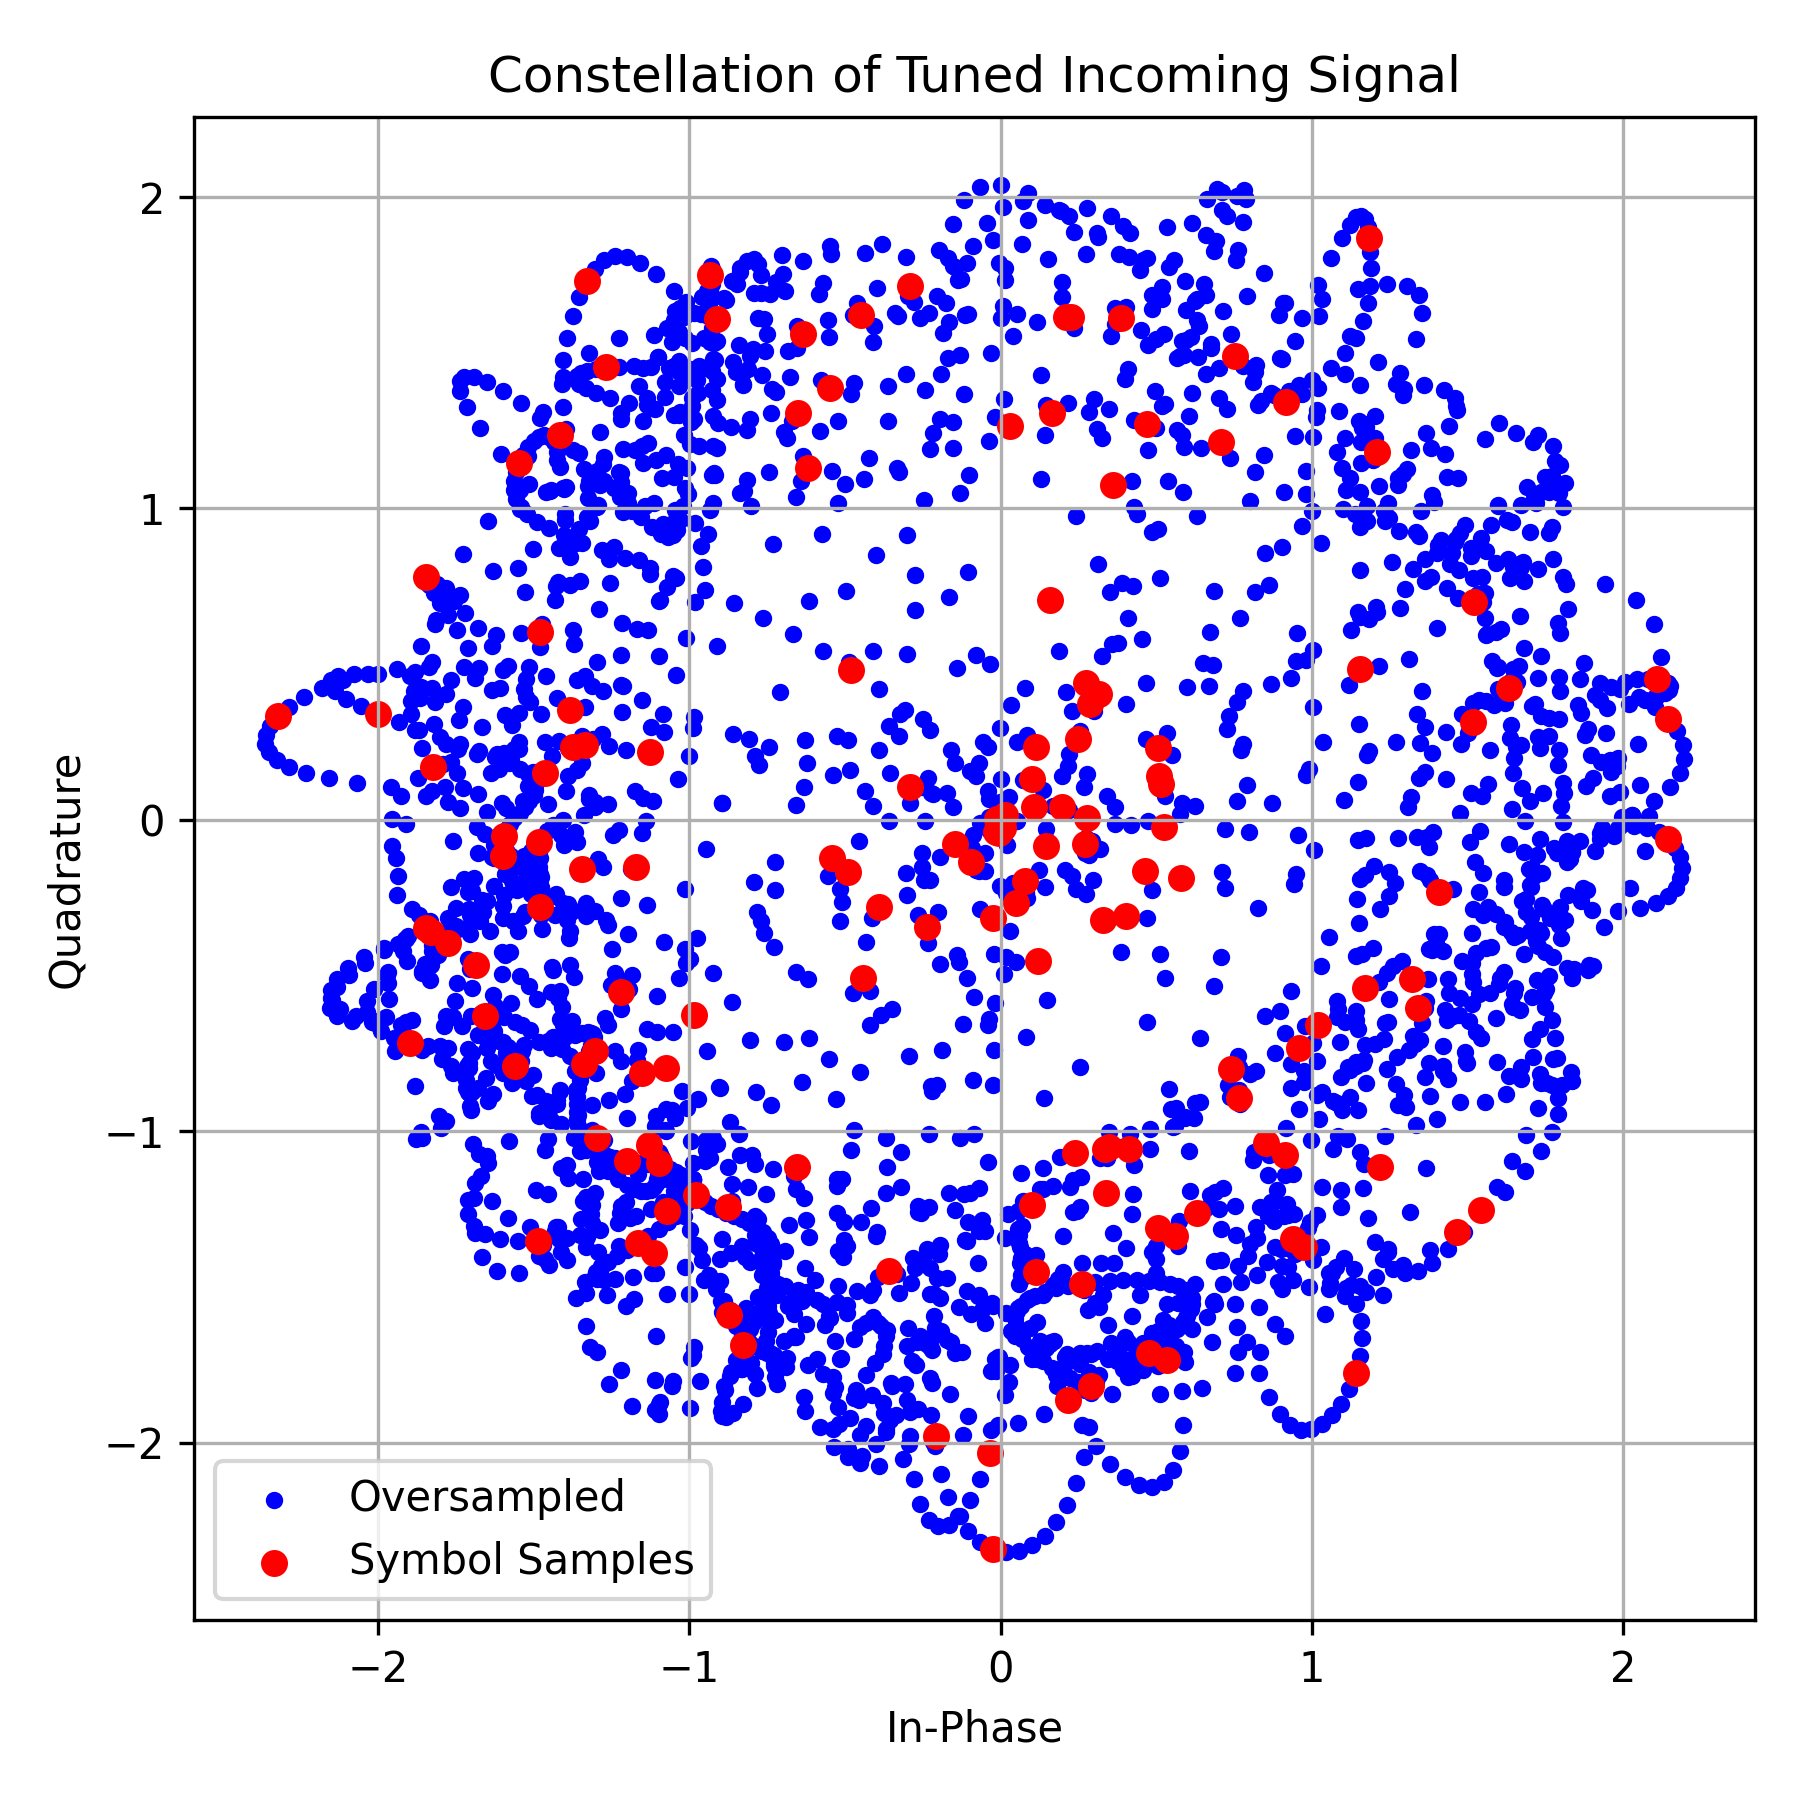 Constellation of Tuned Incoming Signal
Quadrature
2
1
0
−1
−2
Oversampled
Symbol Samples
−2 −1 0 1 2
In-Phase